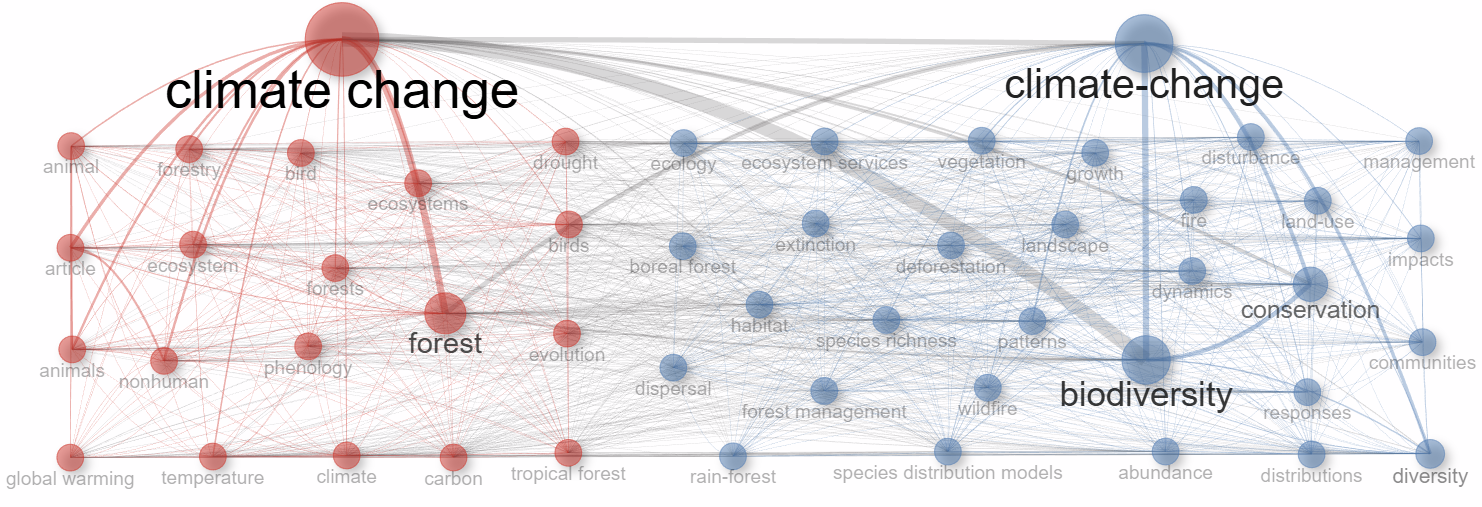 climate change
climate-change
animal
forestry
bird
drought
ecology
ecosystem services
vegetation
growth
disturbance
management
ecosystems
birds
extinction
landscape
fire
land-use
article
ecosystem
forests
boreal forest
deforestation
dynamics
impacts
conservation
forest
habitat
species richness
patterns
animals
nonhuman
phenology
evolution
dispersal
forest management
wildfire
biodiversity
responses
communities
global warming
temperature
climate
carbon
tropical forest
rain-forest
species distribution models
abundance
distributions
diversity